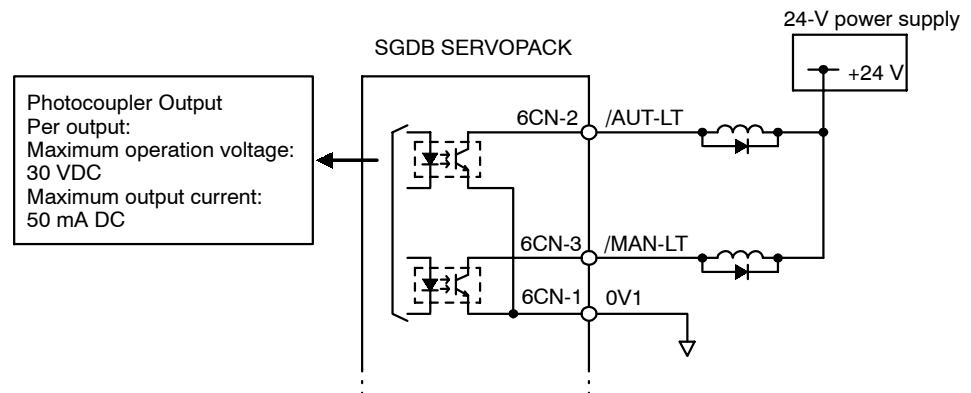 24-V power supply
SGDB SERVOPACK
+24 V
Photocoupler Output
Per output:
Maximum operation voltage:
30 VDC
Maximum output current:
50 mA DC
6CN-2 /AUT-LT
6CN-3 /MAN-LT
6CN-1 0V1